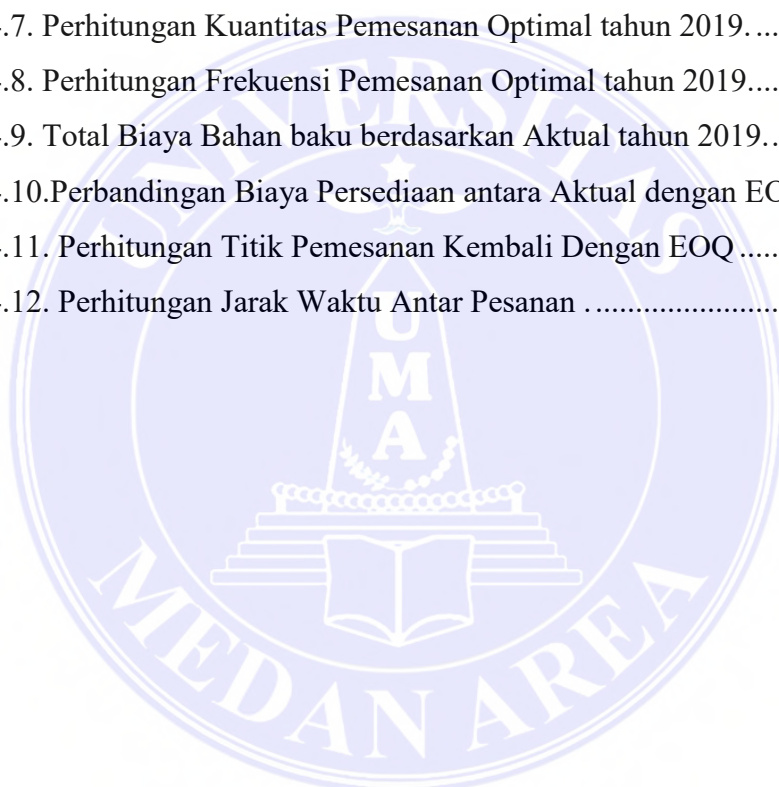 .7. Perhitungan Kuantitas Pemesanan Optimal tahun 2019. ...
.8. Perhitungan Frekuensi Pemesanan Optimal tahun 2019. ...
.9. Total Biaya Bahan baku berdasarkan Aktual tahun 2019. ..
.10.Perbandingan Biaya Persediaan antara Aktual dengan EO
.11. Perhitungan Titik Pemesanan Kembali Dengan EOQ .....
.12. Perhitungan Jarak Waktu Antar Pesanan . .......................
UNIVERSITAS
UMA
MEDAN AREA